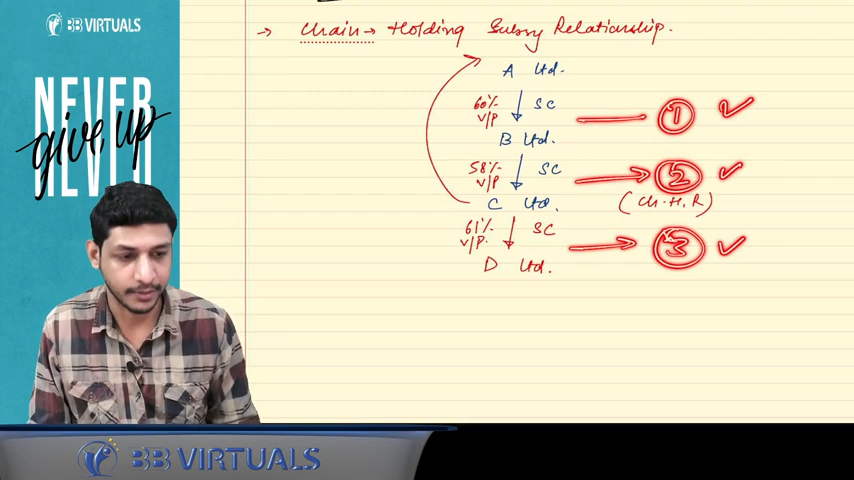 BB VIRTUALS
NEVER
give up
NEVER
→ Chain → Holding Subsy Relationship.
A Ltd.
60% V/P SC ① ✓
B Ltd.
58% V/P SC ② ✓
(Ch. H. R)
C Ltd.
61% V/P. SC ③ ✓
D Ltd.
BB VIRTUALS